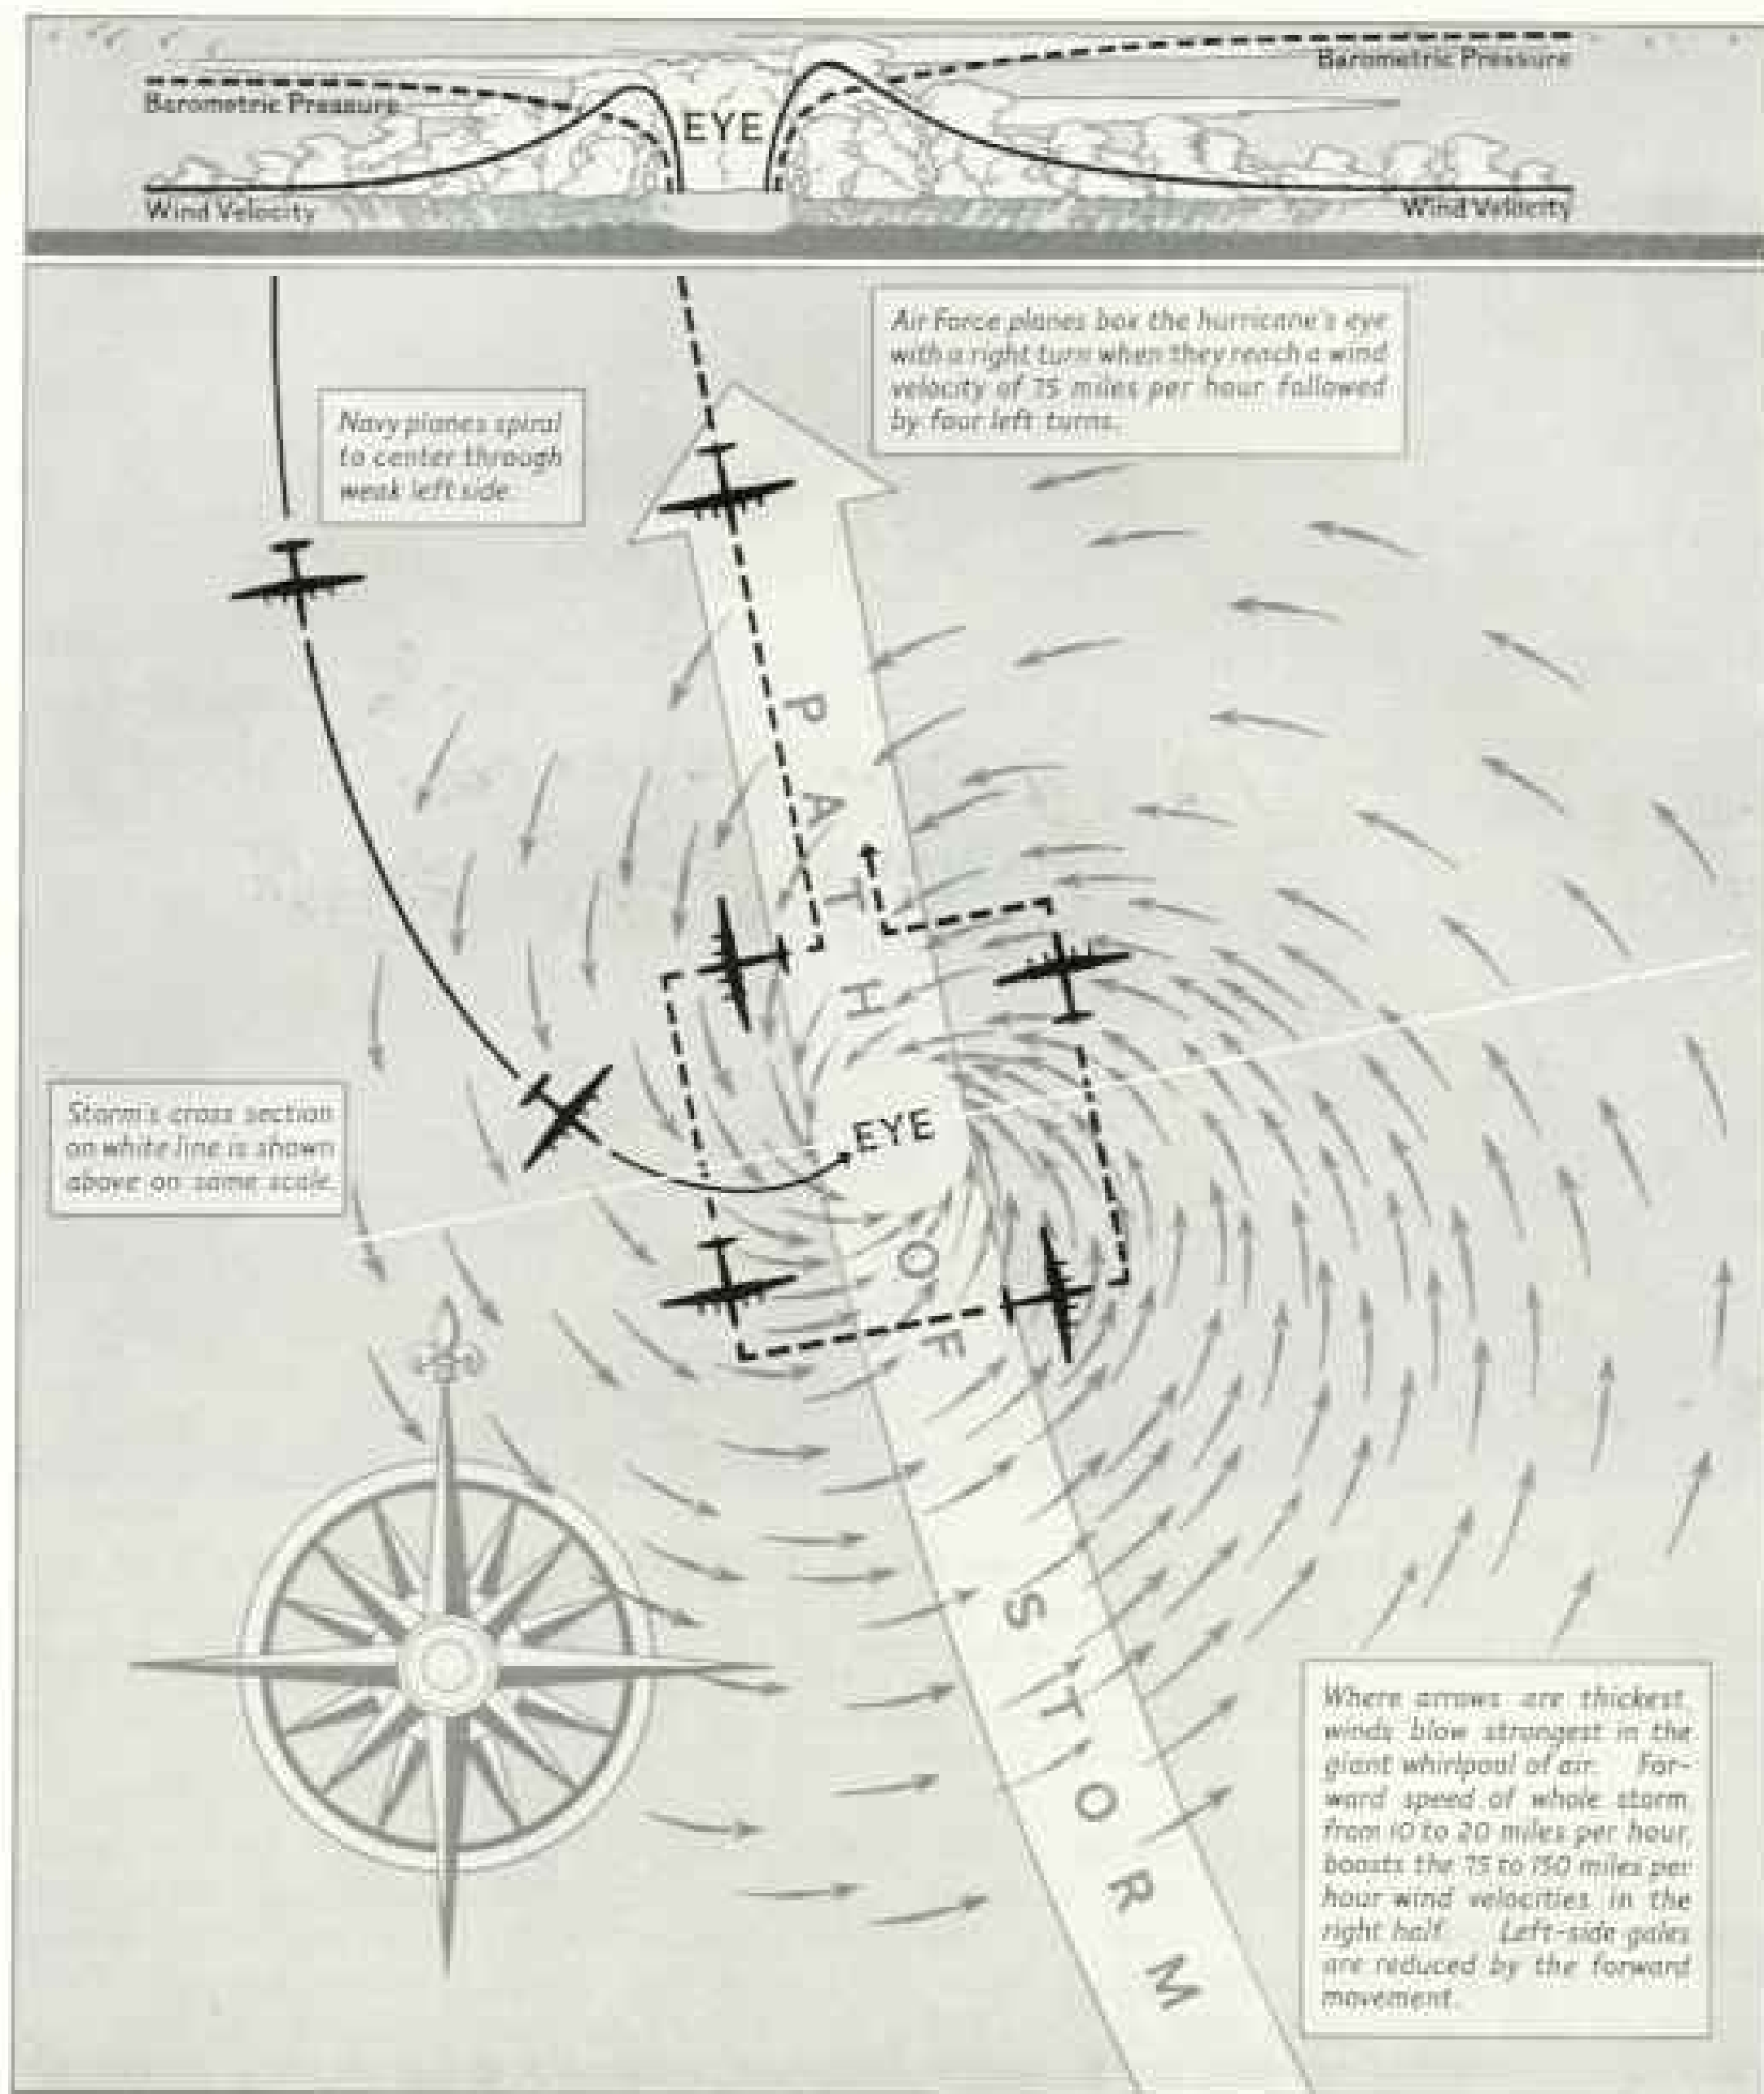 Barometric Pressure
Barometric Pressure
EYE
Wind Velocity
Wind Velocity
Air Force planes box the hurricane's eye
with a right turn when they reach a wind
velocity of 75 miles per hour followed
by four left turns.
Navy planes spiral
to center through
weak left side.
Storm's cross section
on white line is shown
above on same scale.
EYE
PATH OF STORM
Where arrows are thickest,
winds blow strongest in the
giant whirlpool of air. For-
ward speed of whole storm,
from 10 to 20 miles per hour,
boosts the 75 to 150 miles per
hour wind velocities in the
right half. Left-side gales
are reduced by the forward
movement.